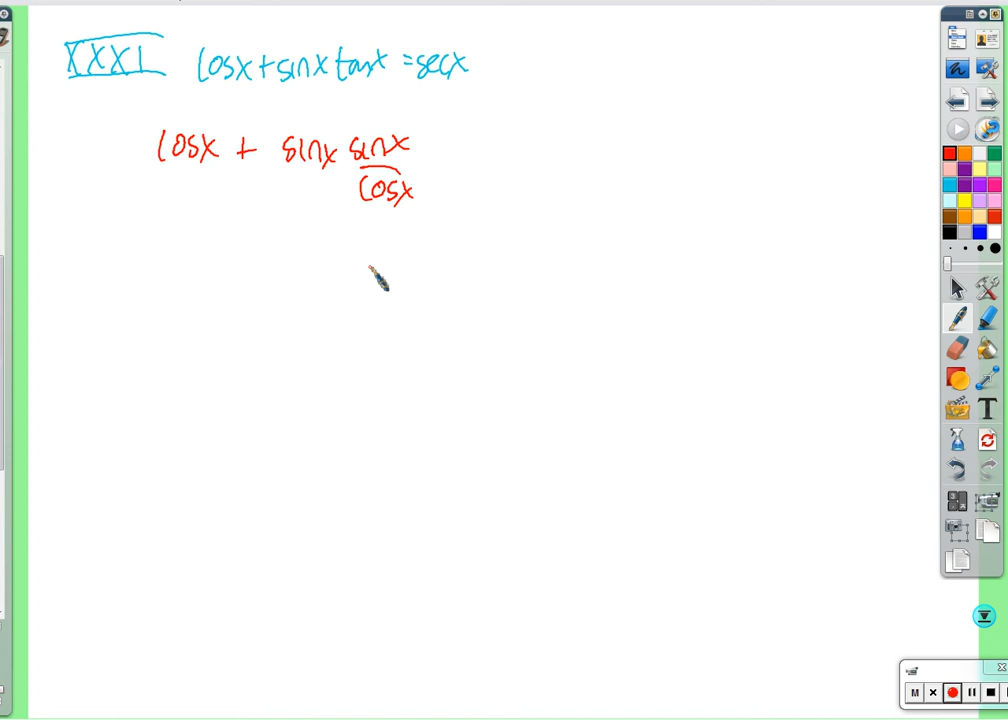 XXXI cosx + sinx tanx = secx
cosx + sinx sinx
cosx
T
M